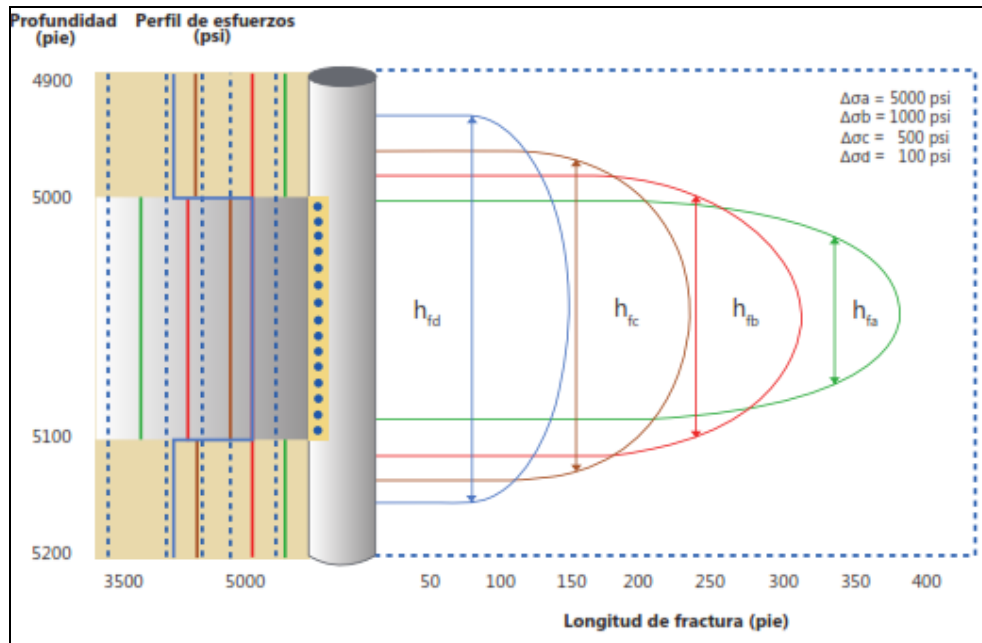 Profundidad (pie)
Perfil de esfuerzos (psi)
4900
5000
5100
5200
3500 5000
Δσa = 5000 psi
Δσb = 1000 psi
Δσc = 500 psi
Δσd = 100 psi
hfd hfc hfb hfa
50 100 150 200 250 300 350 400
Longitud de fractura (pie)